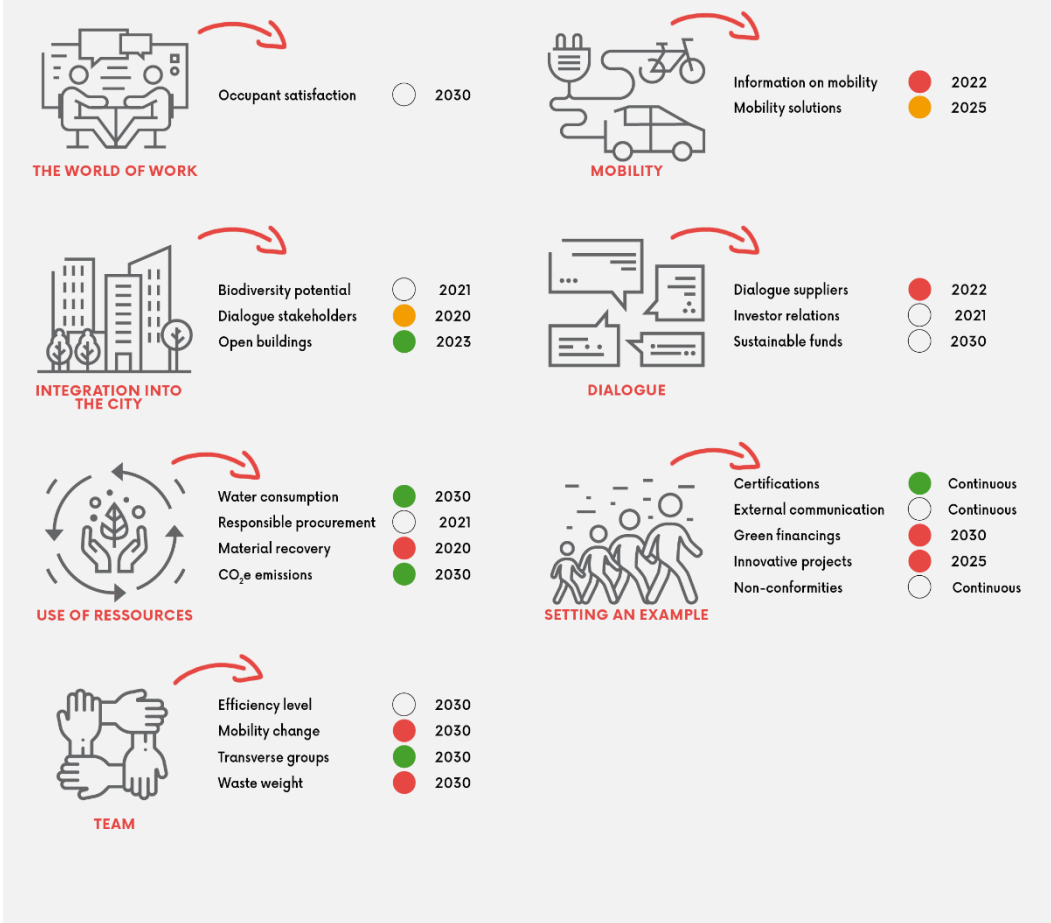 Occupant satisfaction 2030
THE WORLD OF WORK
Information on mobility 2022
Mobility solutions 2025
MOBILITY
Biodiversity potential 2021
Dialogue stakeholders 2020
Open buildings 2023
INTEGRATION INTO
THE CITY
Dialogue suppliers 2022
Investor relations 2021
Sustainable funds 2030
DIALOGUE
Water consumption 2030
Responsible procurement 2021
Material recovery 2020
CO₂e emissions 2030
USE OF RESSOURCES
Certifications Continuous
External communication Continuous
Green financings 2030
Innovative projects 2025
Non-conformities Continuous
SETTING AN EXAMPLE
Efficiency level 2030
Mobility change 2030
Transverse groups 2030
Waste weight 2030
TEAM